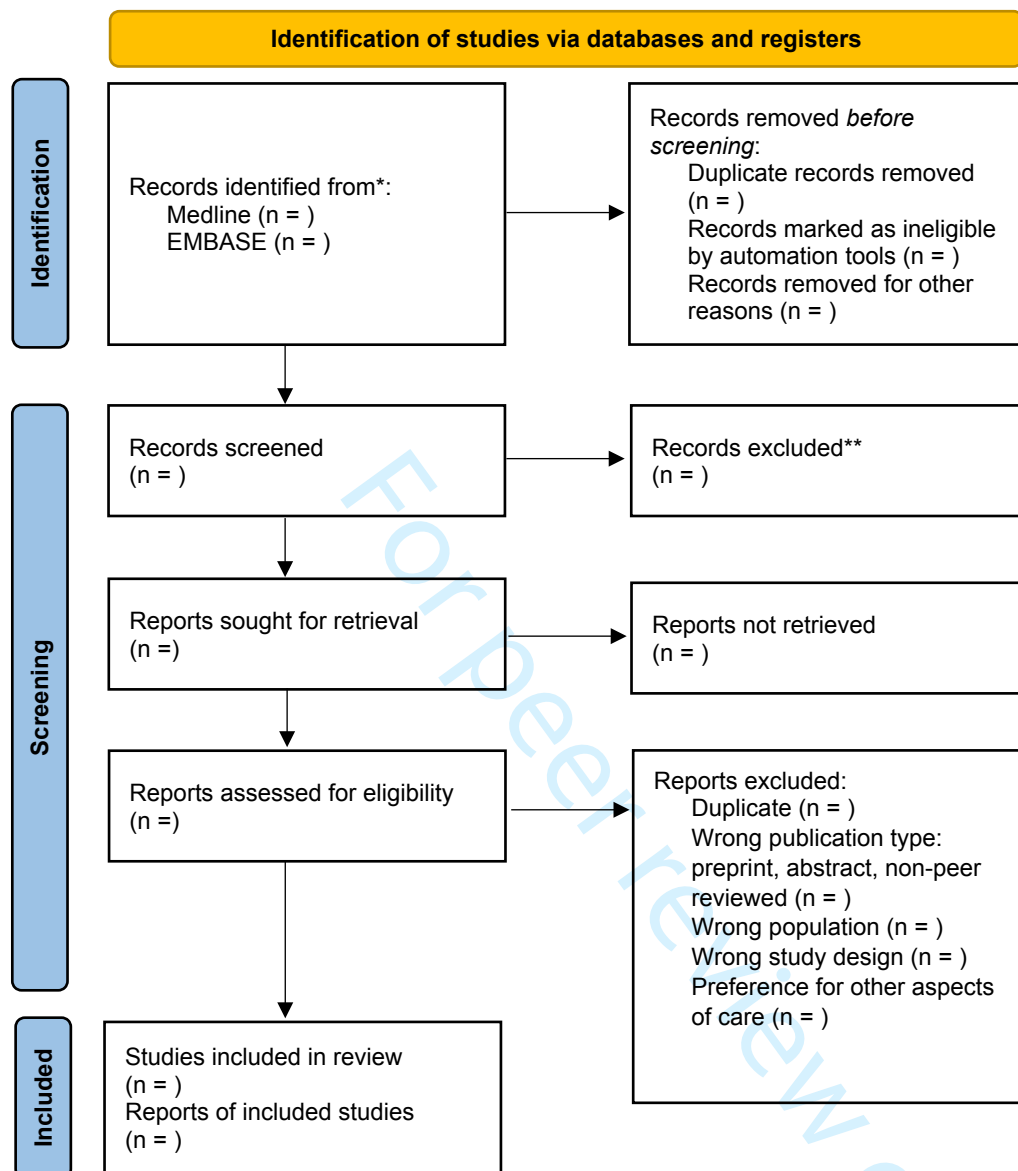 Identification of studies via databases and registers
Identification
Records identified from*:
Medline (n = )
EMBASE (n = )
Records removed before
screening:
Duplicate records removed
(n = )
Records marked as ineligible
by automation tools (n = )
Records removed for other
reasons (n = )
Screening
Records screened
(n = )
Records excluded**
(n = )
Reports sought for retrieval
(n =)
Reports not retrieved
(n = )
Reports assessed for eligibility
(n =)
Reports excluded:
Duplicate (n = )
Wrong publication type:
preprint, abstract, non-peer
reviewed (n = )
Wrong population (n = )
Wrong study design (n = )
Preference for other aspects
of care (n = )
Included
Studies included in review
(n = )
Reports of included studies
(n = )
For peer review